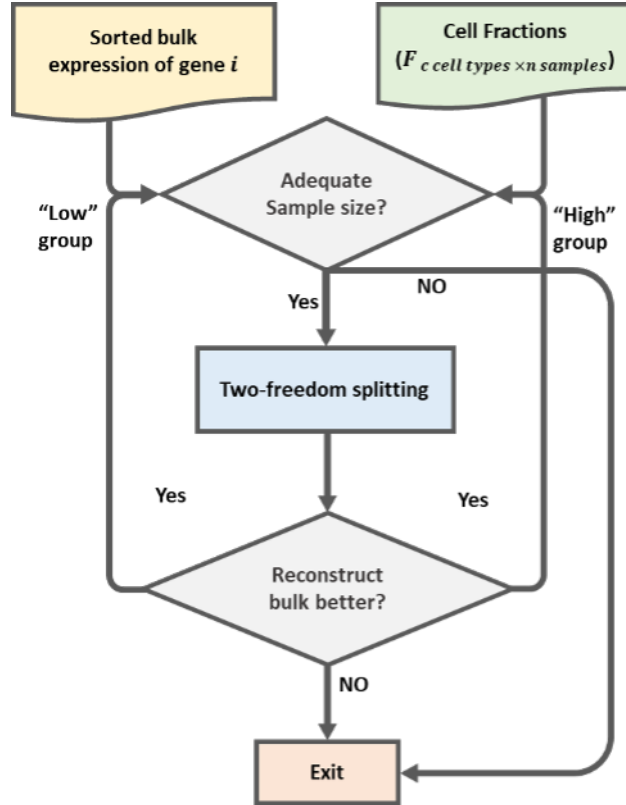 Sorted bulk
expression of gene i
Cell Fractions
(F c cell types ×n samples)
Adequate
Sample size?
“Low”
group
“High”
group
Yes
NO
Two-freedom splitting
Yes
Yes
Reconstruct
bulk better?
NO
Exit